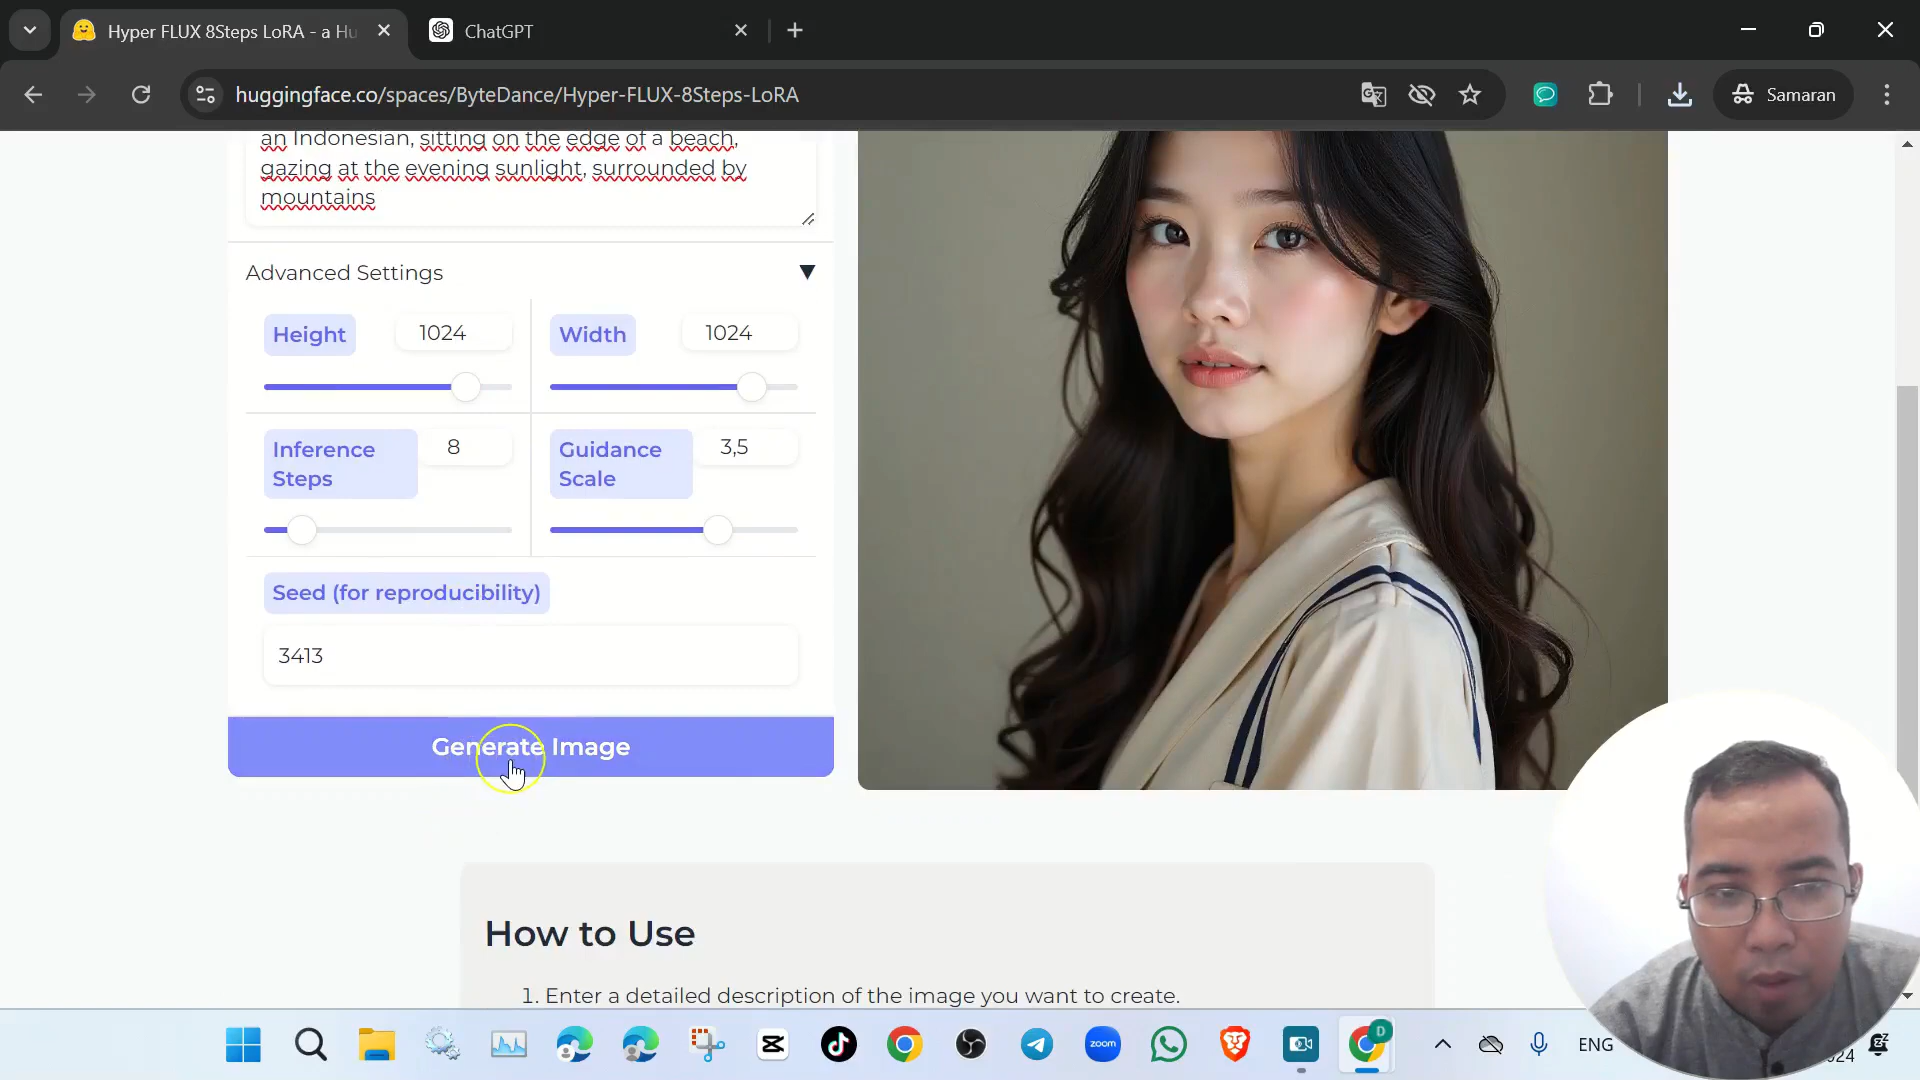 Hyper FLUX 8Steps LoRA - a Hu
ChatGPT
huggingface.co/spaces/ByteDance/Hyper-FLUX-8Steps-LoRA
Samaran
an Indonesian, sitting on the edge of a beach,
gazing at the evening sunlight, surrounded by
mountains
Advanced Settings
Height 1024 Width 1024
Inference
Steps
8
Guidance
Scale
3,5
Seed (for reproducibility)
3413
Generate Image
How to Use
1. Enter a detailed description of the image you want to create.
zoom
D
ENG